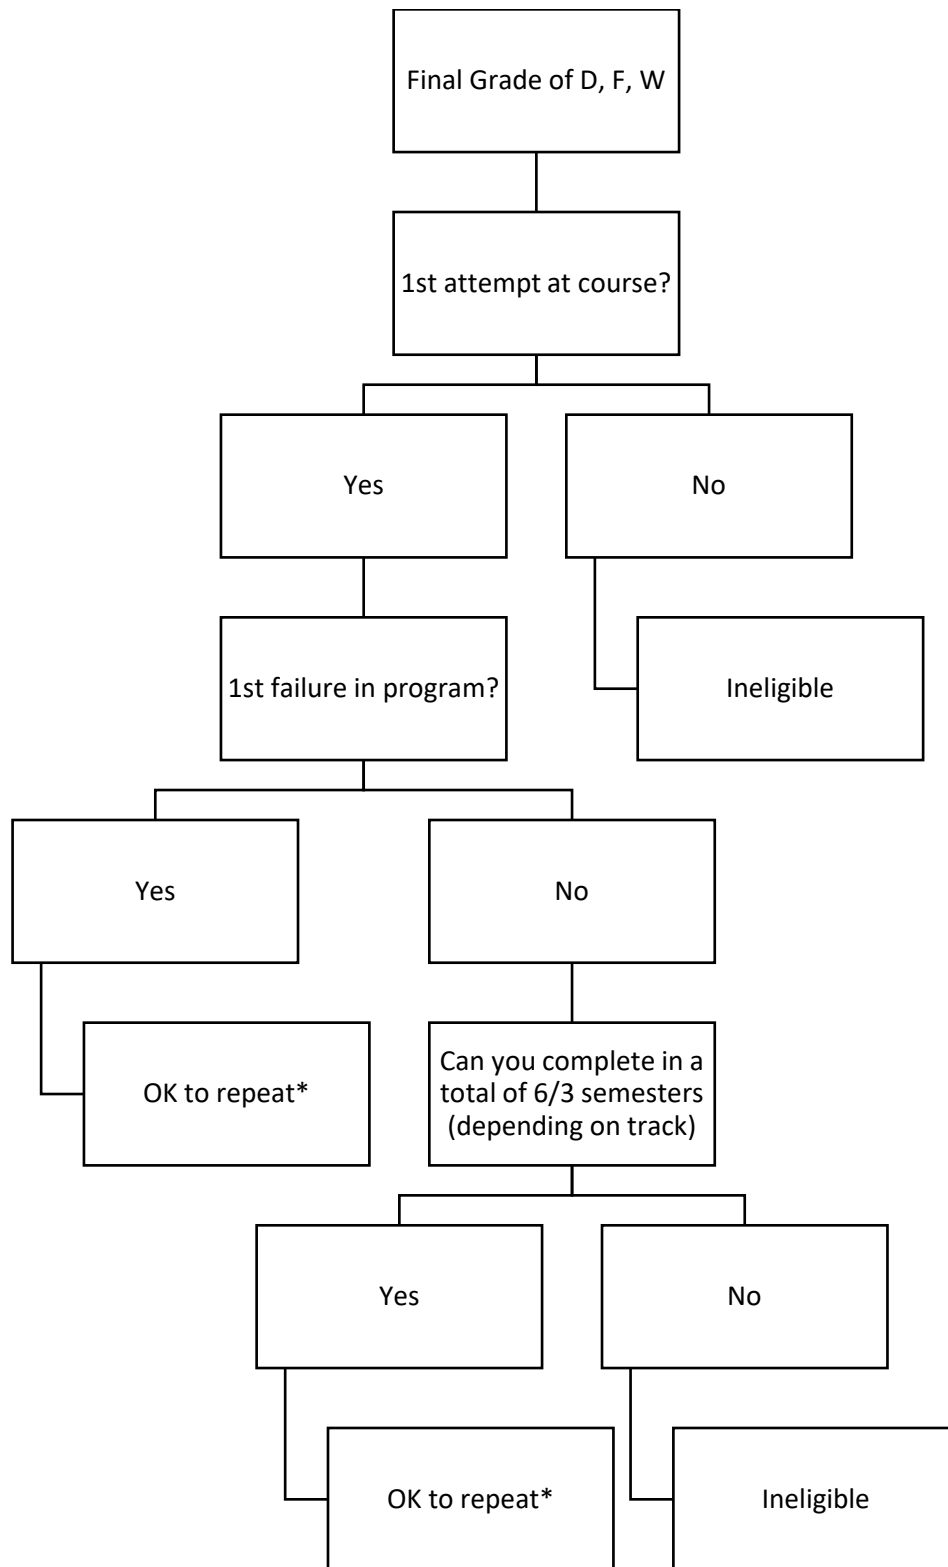 Final Grade of D, F, W
1st attempt at course?
Yes
No
1st failure in program?
Ineligible
Yes
No
OK to repeat*
Can you complete in a
total of 6/3 semesters
(depending on track)
Yes
No
OK to repeat*
Ineligible